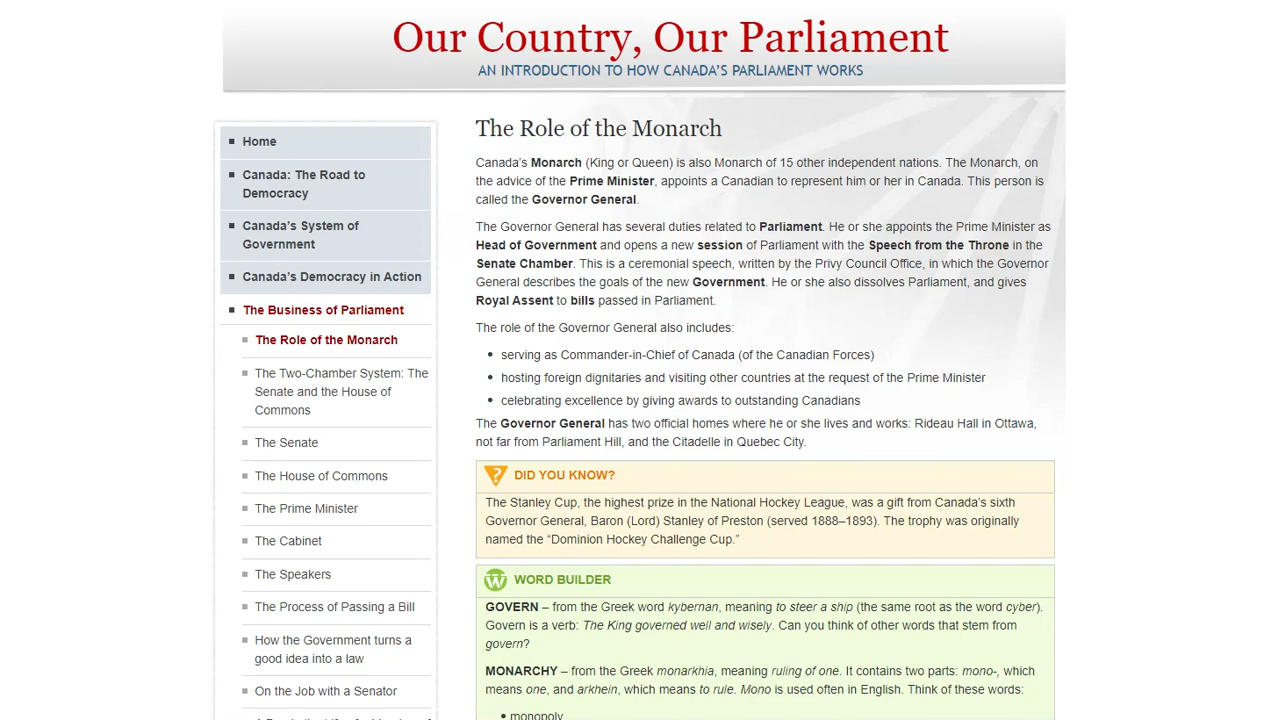 Our Country, Our Parliament
AN INTRODUCTION TO HOW CANADA'S PARLIAMENT WORKS
Home
Canada: The Road to
Democracy
Canada's System of
Government
Canada's Democracy in Action
The Business of Parliament
The Role of the Monarch
The Two-Chamber System: The
Senate and the House of
Commons
The Senate
The House of Commons
The Prime Minister
The Cabinet
The Speakers
The Process of Passing a Bill
How the Government turns a
good idea into a law
On the Job with a Senator
The Role of the Monarch
Canada's Monarch (King or Queen) is also Monarch of 15 other independent nations. The Monarch, on
the advice of the Prime Minister, appoints a Canadian to represent him or her in Canada. This person is
called the Governor General.
The Governor General has several duties related to Parliament. He or she appoints the Prime Minister as
Head of Government and opens a new session of Parliament with the Speech from the Throne in the
Senate Chamber. This is a ceremonial speech, written by the Privy Council Office, in which the Governor
General describes the goals of the new Government. He or she also dissolves Parliament, and gives
Royal Assent to bills passed in Parliament.
The role of the Governor General also includes:
• serving as Commander-in-Chief of Canada (of the Canadian Forces)
• hosting foreign dignitaries and visiting other countries at the request of the Prime Minister
• celebrating excellence by giving awards to outstanding Canadians
The Governor General has two official homes where he or she lives and works: Rideau Hall in Ottawa,
not far from Parliament Hill, and the Citadelle in Quebec City.
? DID YOU KNOW?
The Stanley Cup, the highest prize in the National Hockey League, was a gift from Canada's sixth
Governor General, Baron (Lord) Stanley of Preston (served 1888–1893). The trophy was originally
named the “Dominion Hockey Challenge Cup.”
W WORD BUILDER
GOVERN – from the Greek word kybernan, meaning to steer a ship (the same root as the word cyber).
Govern is a verb: The King governed well and wisely. Can you think of other words that stem from
govern?
MONARCHY – from the Greek monarkhia, meaning ruling of one. It contains two parts: mono-, which
means one, and arkhein, which means to rule. Mono is used often in English. Think of these words:
• monopoly